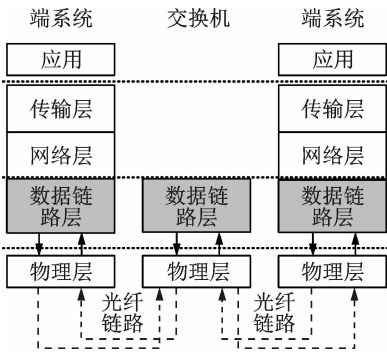 端系统 交换机 端系统
应用 应用
传输层 传输层
网络层 网络层
数据链 数据链 数据链
路层 路层 路层
物理层 物理层 物理层
光纤 光纤
链路 链路